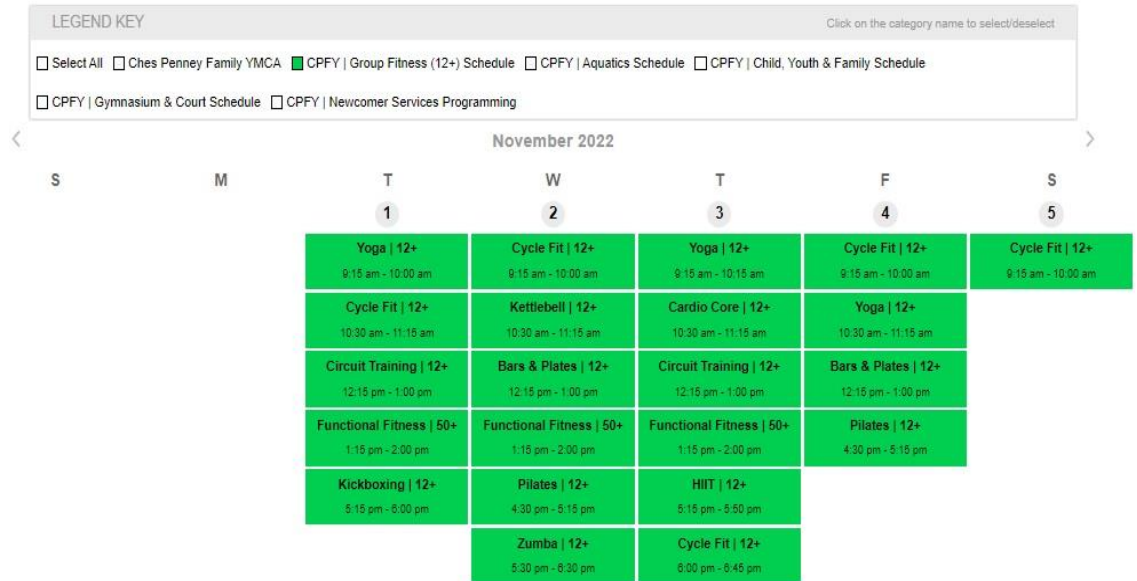 LEGEND KEY
Click on the category name to select/deselect
Select All Ches Penney Family YMCA CPFY | Group Fitness (12+) Schedule CPFY | Aquatics Schedule CPFY | Child, Youth & Family Schedule
CPFY | Gymnasium & Court Schedule CPFY | Newcomer Services Programming
November 2022
S M T W T F S
1 2 3 4 5
Yoga | 12+ Cycle Fit | 12+ Yoga | 12+ Cycle Fit | 12+ Cycle Fit | 12+
9:15 am - 10:00 am 9:15 am - 10:00 am 9:15 am - 10:15 am 9:15 am - 10:00 am 9:15 am - 10:00 am
Cycle Fit | 12+ Kettlebell | 12+ Cardio Core | 12+ Yoga | 12+
10:30 am - 11:15 am 10:30 am - 11:15 am 10:30 am - 11:15 am 10:30 am - 11:15 am
Circuit Training | 12+ Bars & Plates | 12+ Circuit Training | 12+ Bars & Plates | 12+
12:15 pm - 1:00 pm 12:15 pm - 1:00 pm 12:15 pm - 1:00 pm 12:15 pm - 1:00 pm
Functional Fitness | 50+ Functional Fitness | 50+ Functional Fitness | 50+ Pilates | 12+
1:15 pm - 2:00 pm 1:15 pm - 2:00 pm 1:15 pm - 2:00 pm 4:30 pm - 5:15 pm
Kickboxing | 12+ Pilates | 12+ HIIT | 12+
5:15 pm - 6:00 pm 4:30 pm - 5:15 pm 5:15 pm - 5:50 pm
Zumba | 12+ Cycle Fit | 12+
5:30 pm - 6:30 pm 6:00 pm - 6:45 pm